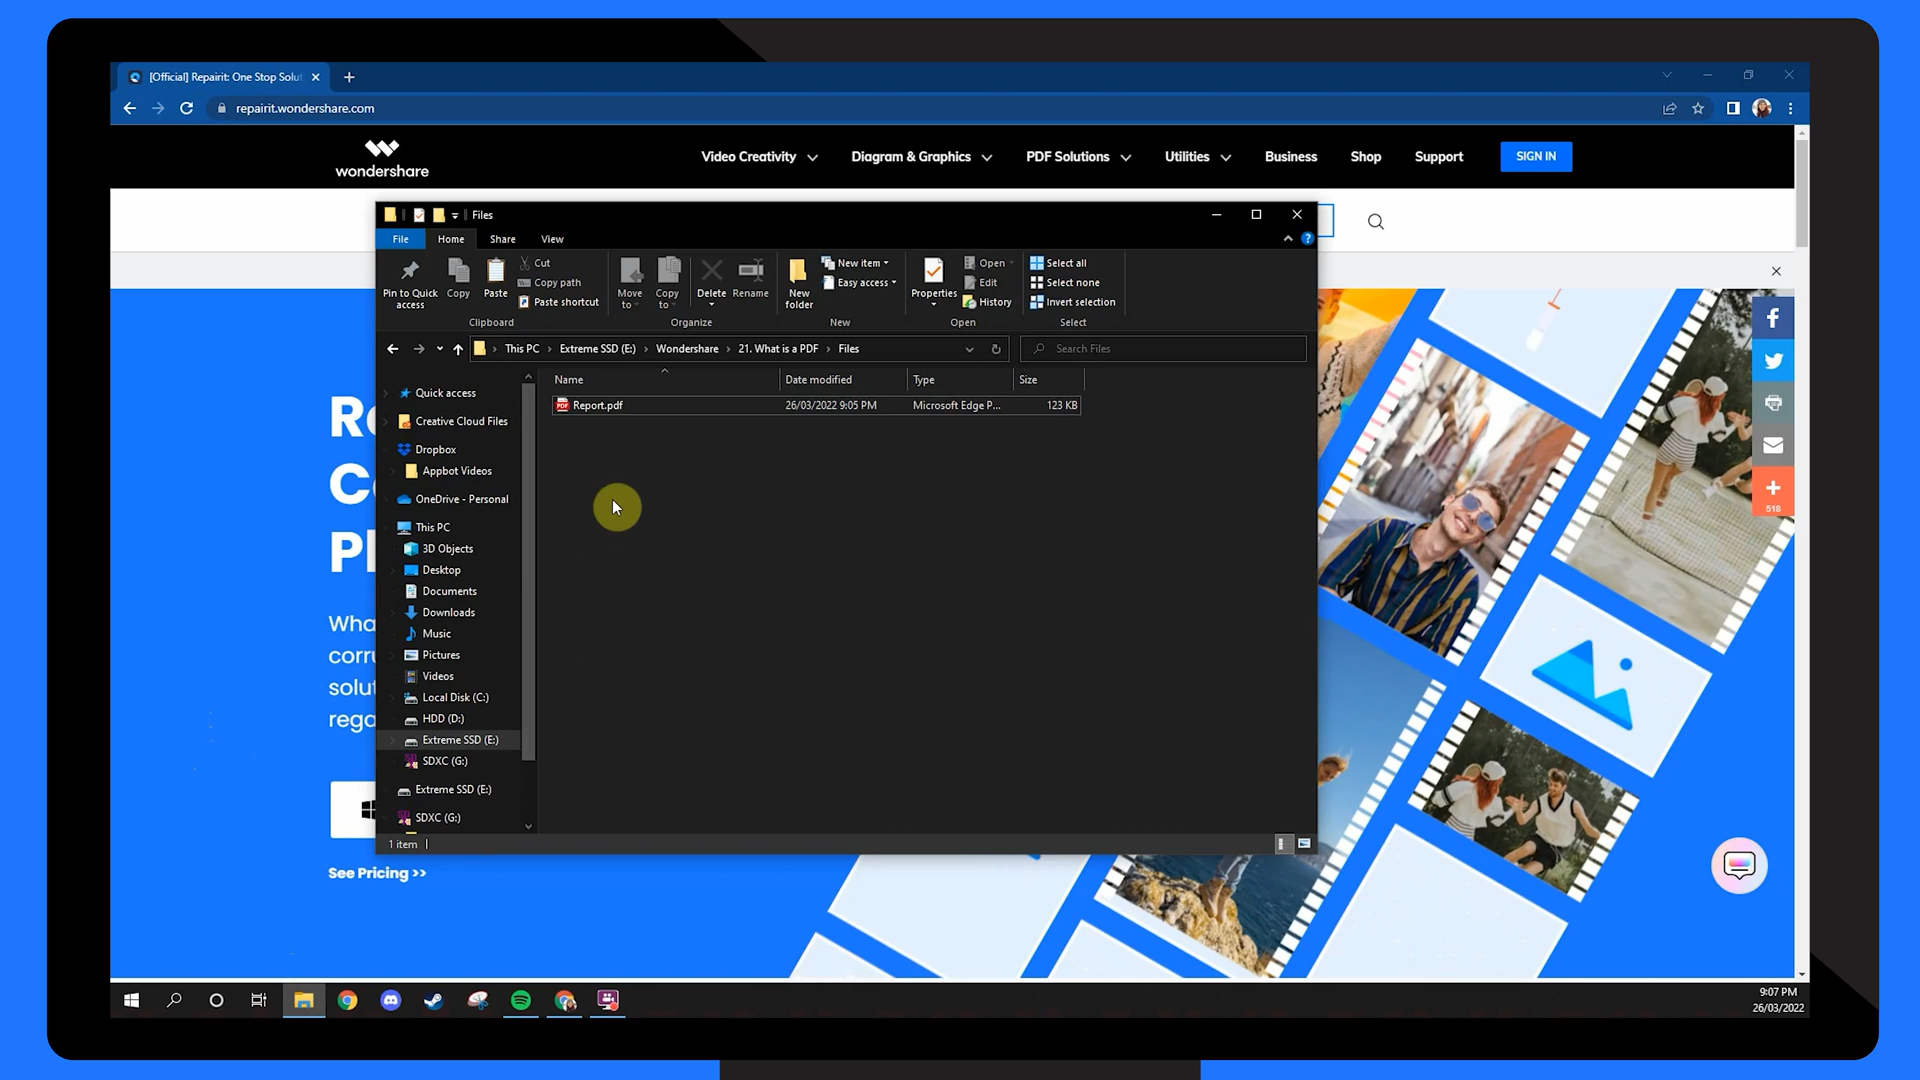 [Official] Repairit: One Stop Solut
repairit.wondershare.com
wondershare
Video Creativity
Diagram & Graphics
PDF Solutions
Utilities
Business
Shop
Support
SIGN IN
Files
File
Home
Share
View
Pin to Quick access
Copy
Paste
Cut
Copy path
Paste shortcut
Clipboard
Move to
Copy to
Delete
Rename
Organize
New folder
New item
Easy access
New
Properties
Open
Edit
History
Open
Select all
Select none
Invert selection
Select
This PC > Extreme SSD (E:) > Wondershare > 21. What is a PDF > Files
Search Files
Name
Date modified
Type
Size
Report.pdf
26/03/2022 9:05 PM
Microsoft Edge P...
123 KB
Quick access
Creative Cloud Files
Dropbox
Appbot Videos
OneDrive - Personal
This PC
3D Objects
Desktop
Documents
Downloads
Music
Pictures
Videos
Local Disk (C:)
HDD (D:)
Extreme SSD (E:)
SDXC (G:)
Extreme SSD (E:)
SDXC (G:)
1 item
Wha
corru
solut
rega
See Pricing >>
518
9:07 PM
26/03/2022